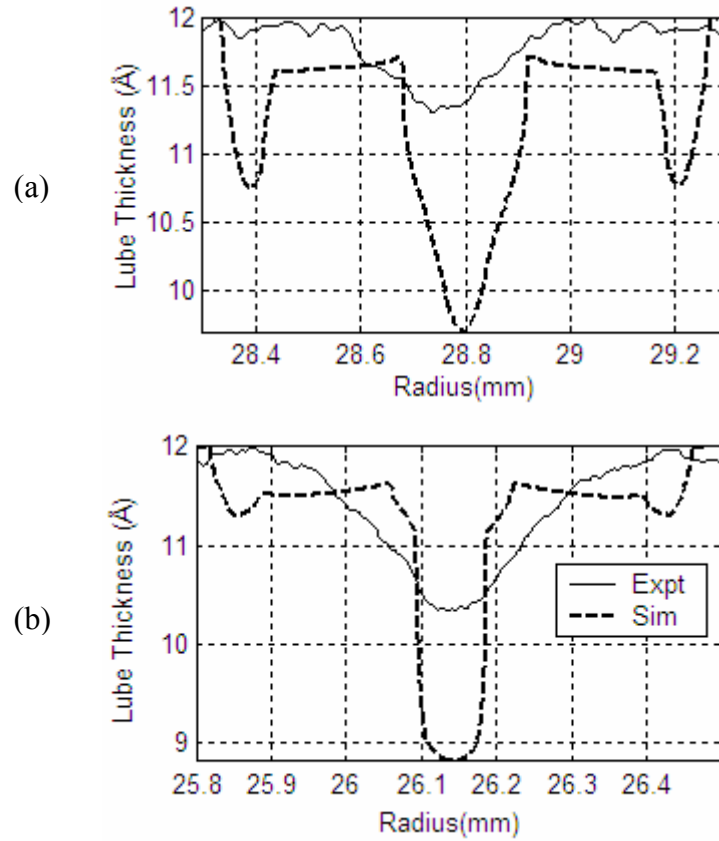 (a)
Lube Thickness (Å)
12
11.5
11
10.5
10
28.4 28.6 28.8 29 29.2
Radius(mm)
(b)
Lube Thickness (Å)
12
11
10
9
Expt
Sim
25.8 25.9 26 26.1 26.2 26.3 26.4
Radius(mm)